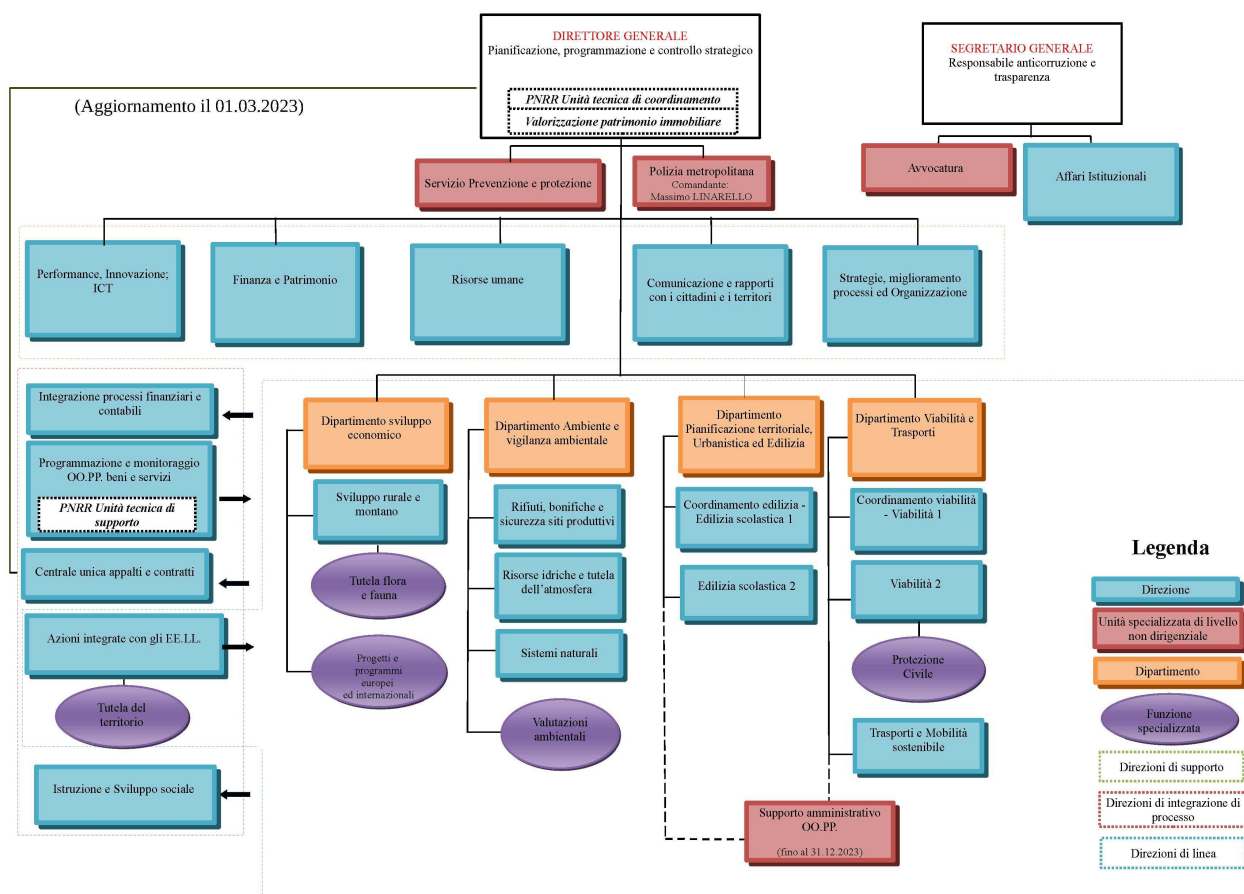 DIRETTORE GENERALE
Pianificazione, programmazione e controllo strategico
PNRR Unità tecnica di coordinamento
Valorizzazione patrimonio immobiliare
SEGRETARIO GENERALE
Responsabile anticorruzione e
trasparenza
(Aggiornamento il 01.03.2023)
Servizio Prevenzione e protezione
Polizia metropolitana
Comandante:
Massimo LINARELLO
Avvocatura
Affari Istituzionali
Performance, Innovazione;
ICT
Finanza e Patrimonio
Risorse umane
Comunicazione e rapporti
con i cittadini e i territori
Strategie, miglioramento
processi ed Organizzazione
Integrazione processi finanziari e
contabili
Programmazione e monitoraggio
OO.PP. beni e servizi
PNRR Unità tecnica di
supporto
Centrale unica appalti e contratti
Azioni integrate con gli EE.LL.
Tutela del
territorio
Istruzione e Sviluppo sociale
Dipartimento sviluppo
economico
Sviluppo rurale e
montano
Tutela flora
e fauna
Progetti e
programmi
europei
ed internazionali
Dipartimento Ambiente e
vigilanza ambientale
Rifiuti, bonifiche e
sicurezza siti produttivi
Risorse idriche e tutela
dell'atmosfera
Sistemi naturali
Valutazioni
ambientali
Dipartimento
Pianificazione territoriale,
Urbanistica ed Edilizia
Coordinamento edilizia -
Edilizia scolastica 1
Edilizia scolastica 2
Dipartimento Viabilità e
Trasporti
Coordinamento viabilità
- Viabilità 1
Viabilità 2
Protezione
Civile
Trasporti e Mobilità
sostenibile
Supporto amministrativo
OO.PP.
(fino al 31.12.2023)
Legenda
Direzione
Unità specializzata di livello
non dirigenziale
Dipartimento
Funzione
specializzata
Direzioni di supporto
Direzioni di integrazione di
processo
Direzioni di linea